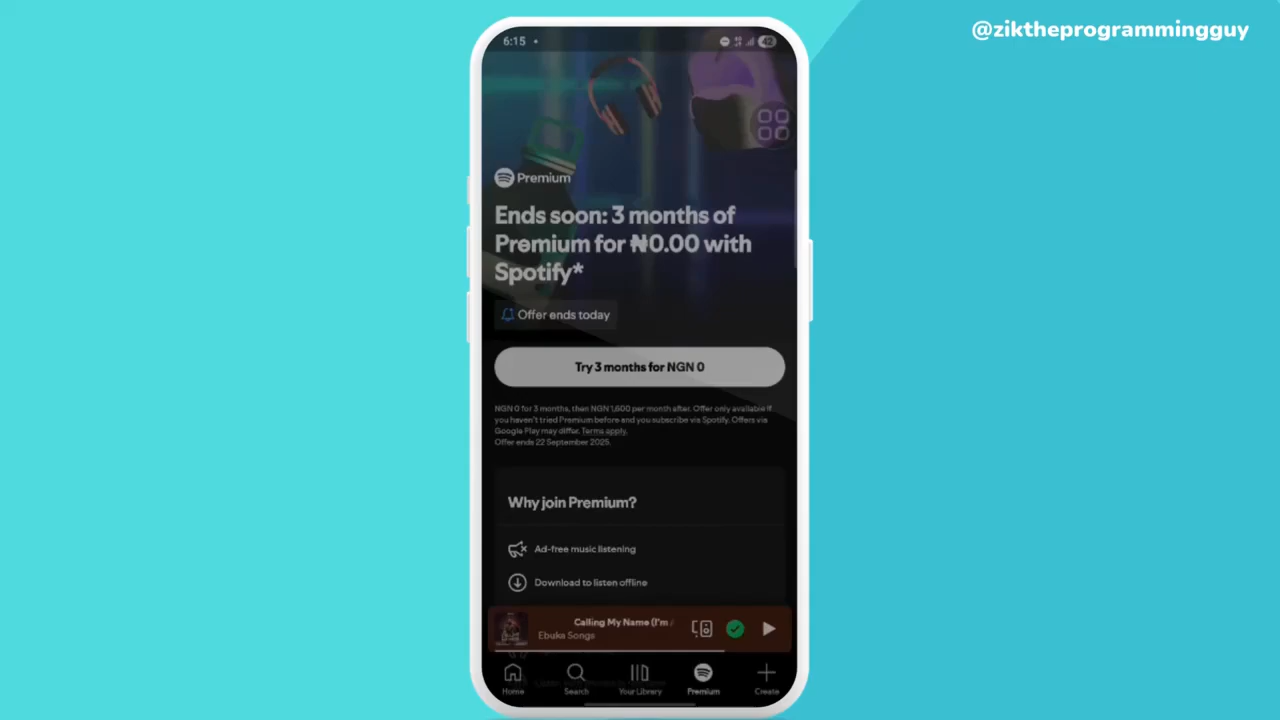 @ziktheprogrammingguy
6:15
42
Premium
Ends soon: 3 months of
Premium for ₦0.00 with
Spotify*
Offer ends today
Try 3 months for NGN 0
NGN 0 for 3 months, then NGN 1,600 per month after. Offer only available if
you haven't tried Premium before and you subscribe via Spotify. Offers via
Google Play may differ. Terms apply.
Offer ends 22 September 2025.
Why join Premium?
Ad-free music listening
Download to listen offline
Calling My Name (I'm
Ebuka Songs
Home
Search
Your Library
Premium
Create